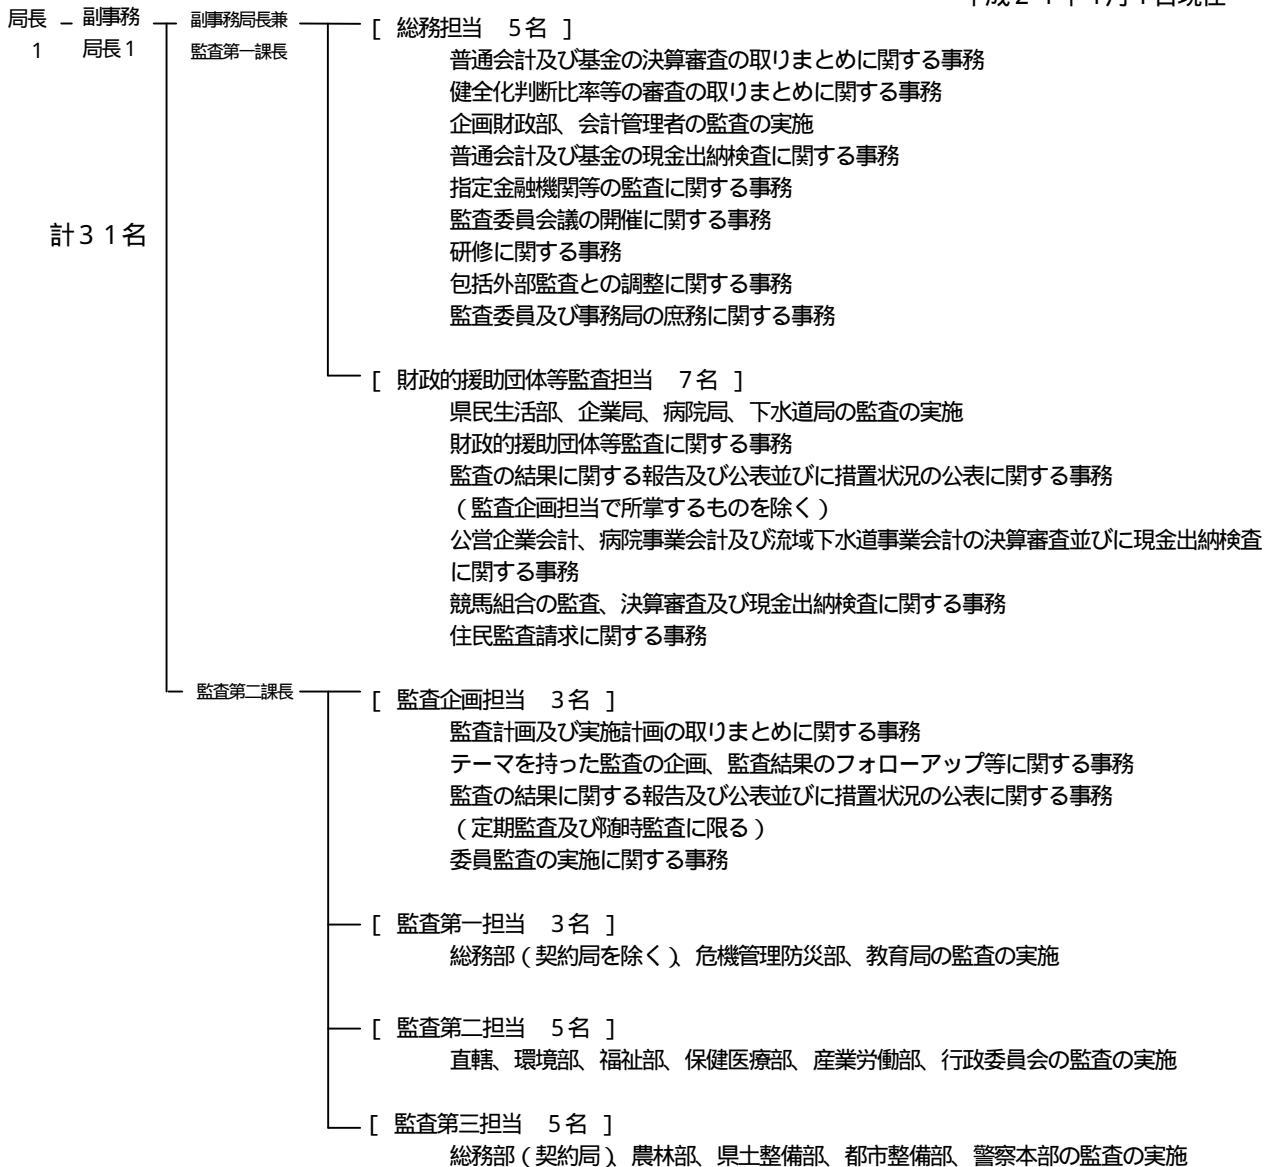 局長 副事務局長1 副事務局長兼監査第一課長
1
計31名
[ 総務担当 5名 ]
普通会計及び基金の決算審査の取りまとめに関する事務
健全化判断比率等の審査の取りまとめに関する事務
企画財政部、会計管理者の監査の実施
普通会計及び基金の現金出納検査に関する事務
指定金融機関等の監査に関する事務
監査委員会議の開催に関する事務
研修に関する事務
包括外部監査との調整に関する事務
監査委員及び事務局の庶務に関する事務
[ 財政的援助団体等監査担当 7名 ]
県民生活部、企業局、病院局、下水道局の監査の実施
財政的援助団体等監査に関する事務
監査の結果に関する報告及び公表並びに措置状況の公表に関する事務
(監査企画担当で所掌するものを除く)
公営企業会計、病院事業会計及び流域下水道事業会計の決算審査並びに現金出納検査
に関する事務
競馬組合の監査、決算審査及び現金出納検査に関する事務
住民監査請求に関する事務
監査第二課長
[ 監査企画担当 3名 ]
監査計画及び実施計画の取りまとめに関する事務
テーマを持った監査の企画、監査結果のフォローアップ等に関する事務
監査の結果に関する報告及び公表並びに措置状況の公表に関する事務
(定期監査及び随時監査に限る)
委員監査の実施に関する事務
[ 監査第一担当 3名 ]
総務部(契約局を除く)、危機管理防災部、教育局の監査の実施
[ 監査第二担当 5名 ]
直轄、環境部、福祉部、保健医療部、産業労働部、行政委員会の監査の実施
[ 監査第三担当 5名 ]
総務部(契約局)、農林部、県土整備部、都市整備部、警察本部の監査の実施